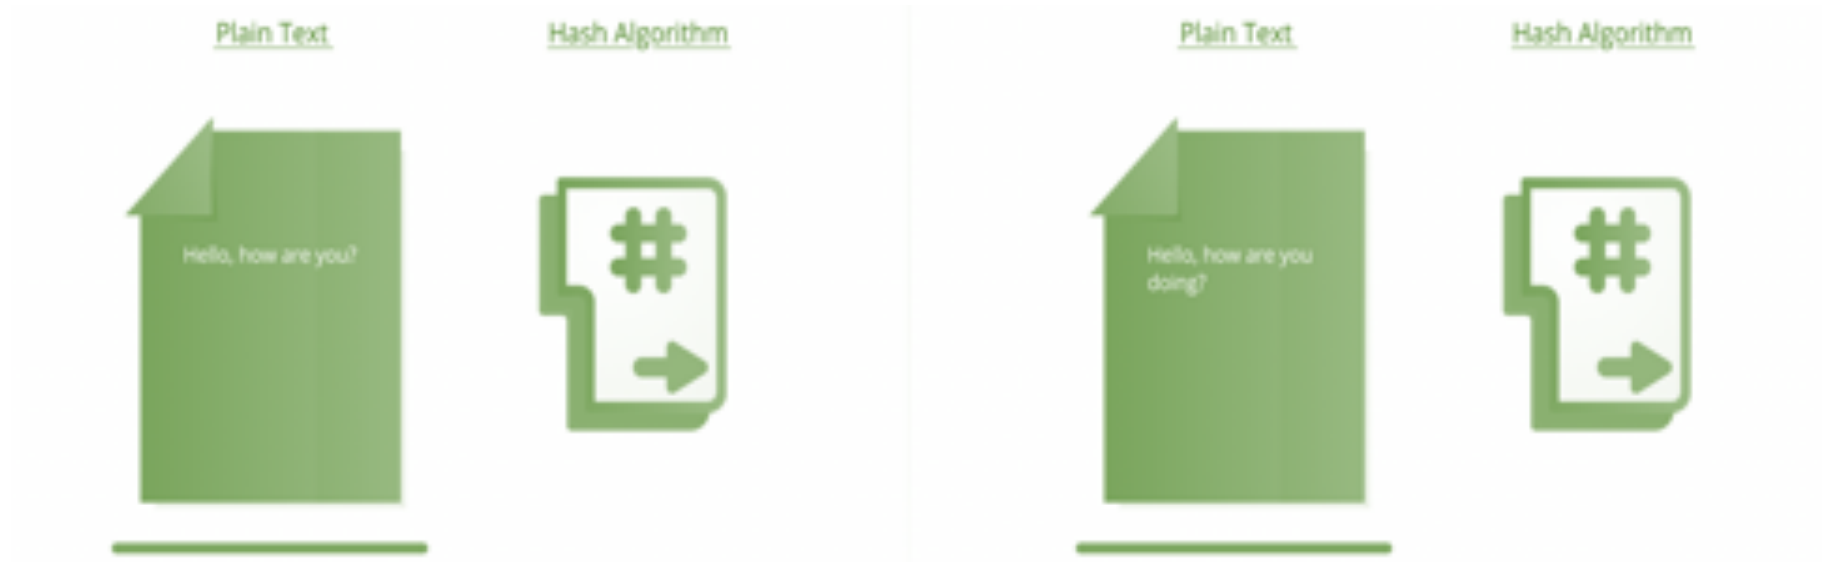 Plain Text
Hash Algorithm
Hello, how are you?
Plain Text
Hash Algorithm
Hello, how are you
doing?